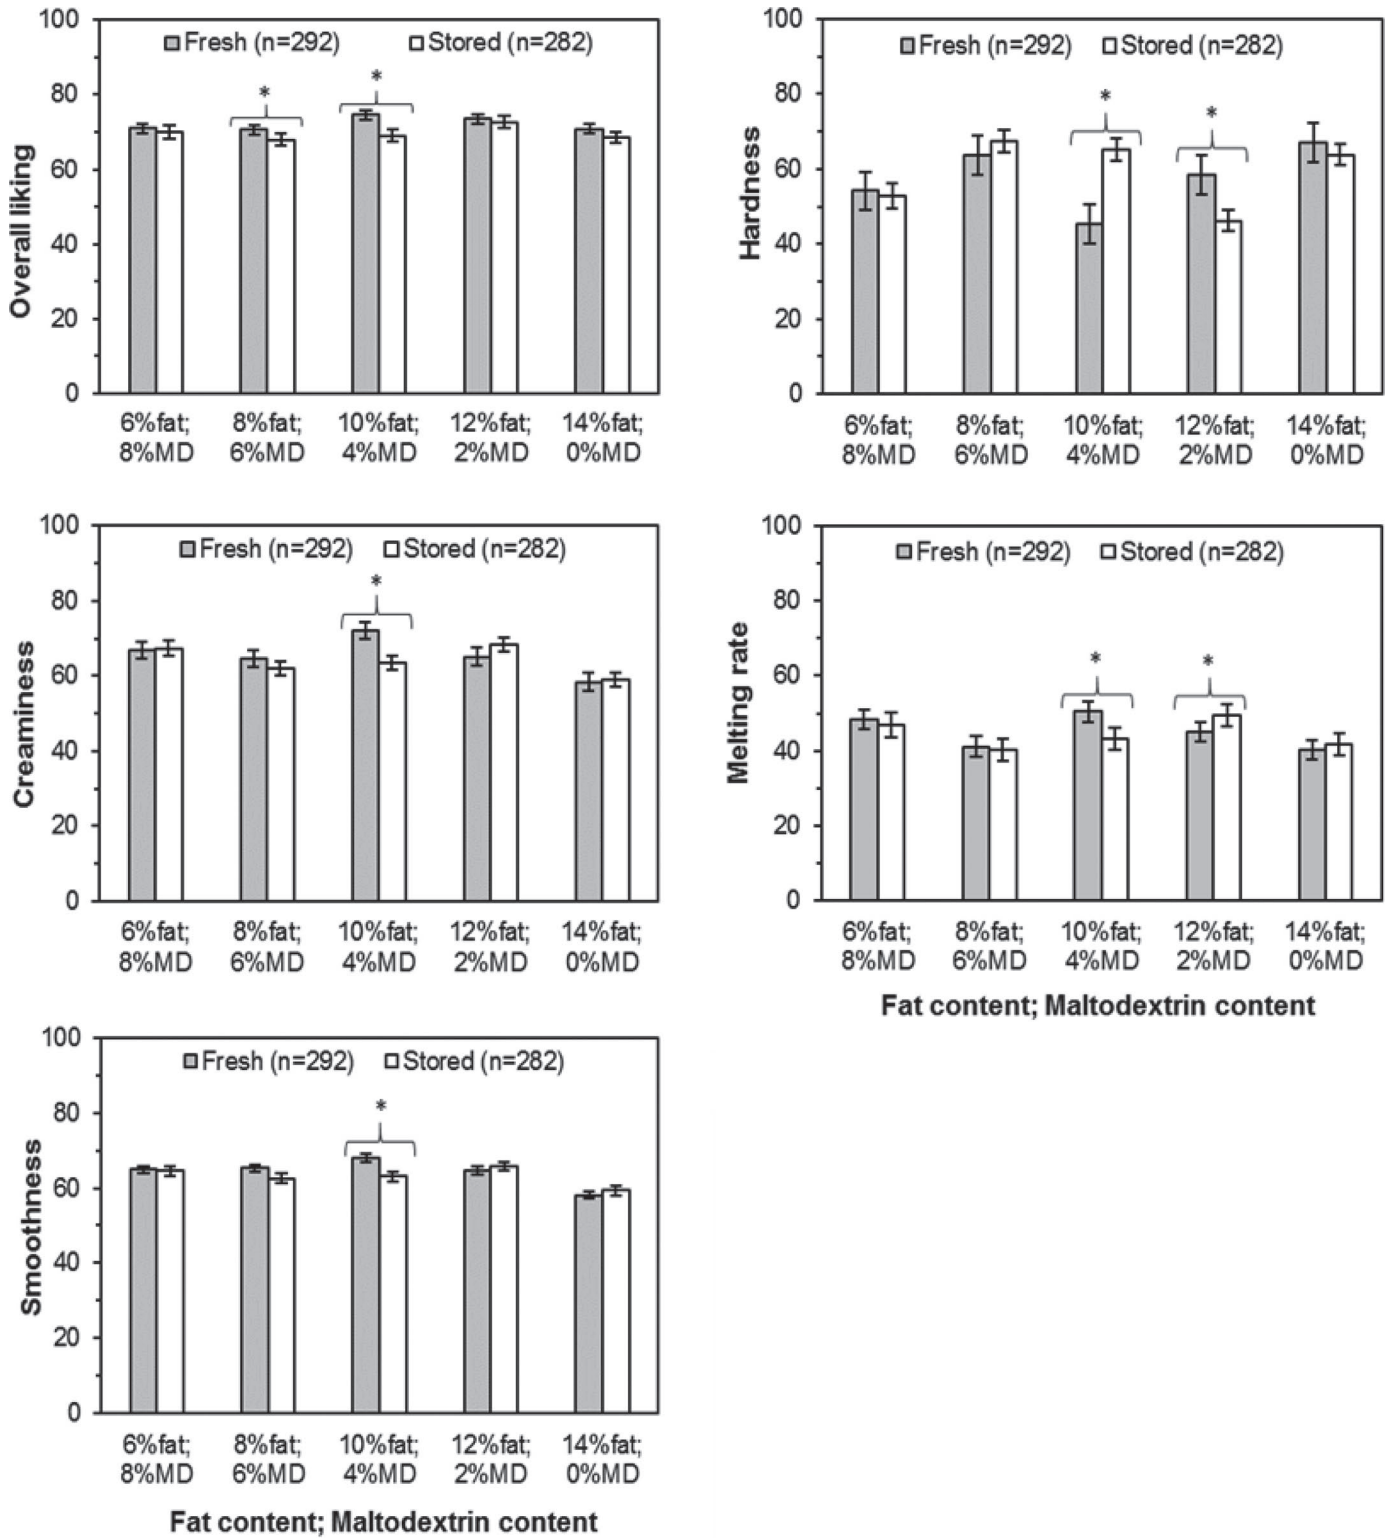 100
80
60
40
20
0
Overall liking
Fresh (n=292) Stored (n=282)
*
*
6%fat; 8%fat; 10%fat; 12%fat; 14%fat;
8%MD 6%MD 4%MD 2%MD 0%MD
100
80
60
40
20
0
Hardness
Fresh (n=292) Stored (n=282)
*
*
6%fat; 8%fat; 10%fat; 12%fat; 14%fat;
8%MD 6%MD 4%MD 2%MD 0%MD
100
80
60
40
20
0
Creaminess
Fresh (n=292) Stored (n=282)
*
6%fat; 8%fat; 10%fat; 12%fat; 14%fat;
8%MD 6%MD 4%MD 2%MD 0%MD
100
80
60
40
20
0
Melting rate
Fresh (n=292) Stored (n=282)
* *
6%fat; 8%fat; 10%fat; 12%fat; 14%fat;
8%MD 6%MD 4%MD 2%MD 0%MD
Fat content; Maltodextrin content
100
80
60
40
20
0
Smoothness
Fresh (n=292) Stored (n=282)
*
6%fat; 8%fat; 10%fat; 12%fat; 14%fat;
8%MD 6%MD 4%MD 2%MD 0%MD
Fat content; Maltodextrin content